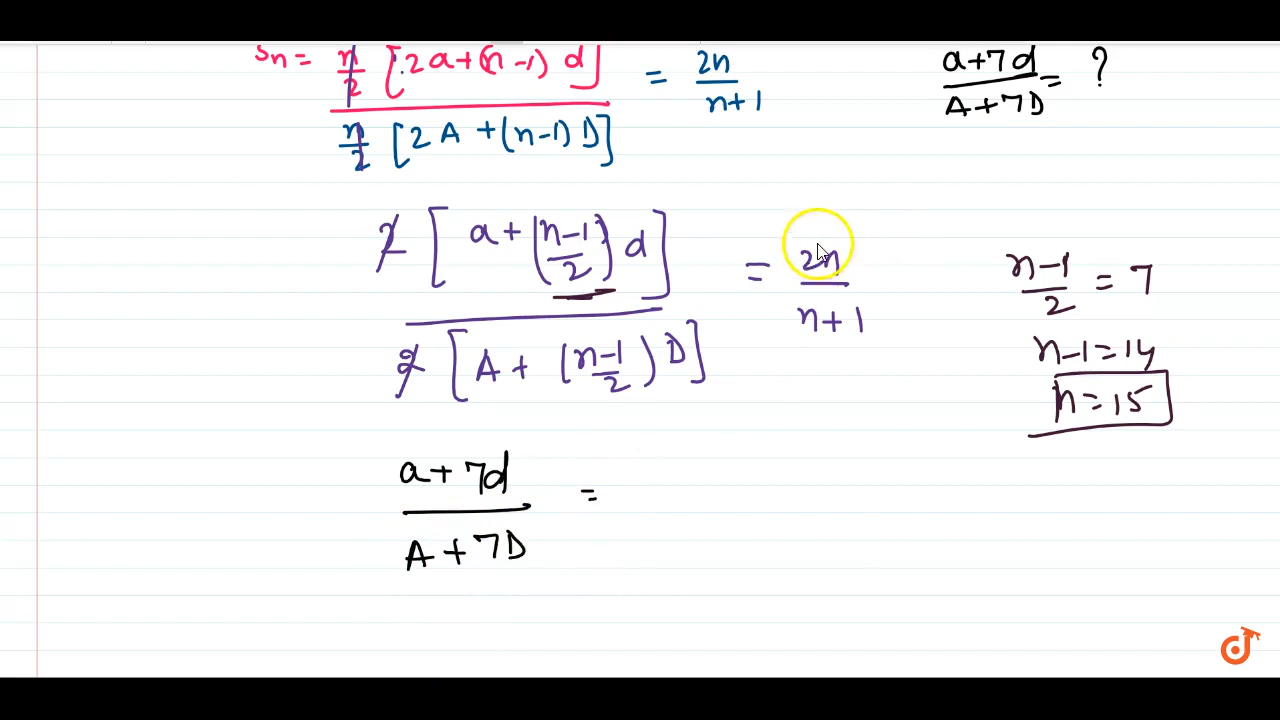 Sn = n/2 [2a+(n-1) d] / n/2 [2A +(n-1) D] = 2n / n+1
a+7d / A+7D = ?
2 [ a + (n-1 / 2) d ] / 2 [ A + (n-1 / 2) D ] = 2n / n+1
n-1 / 2 = 7
n-1=14
n=15
a+7d / A+7D =